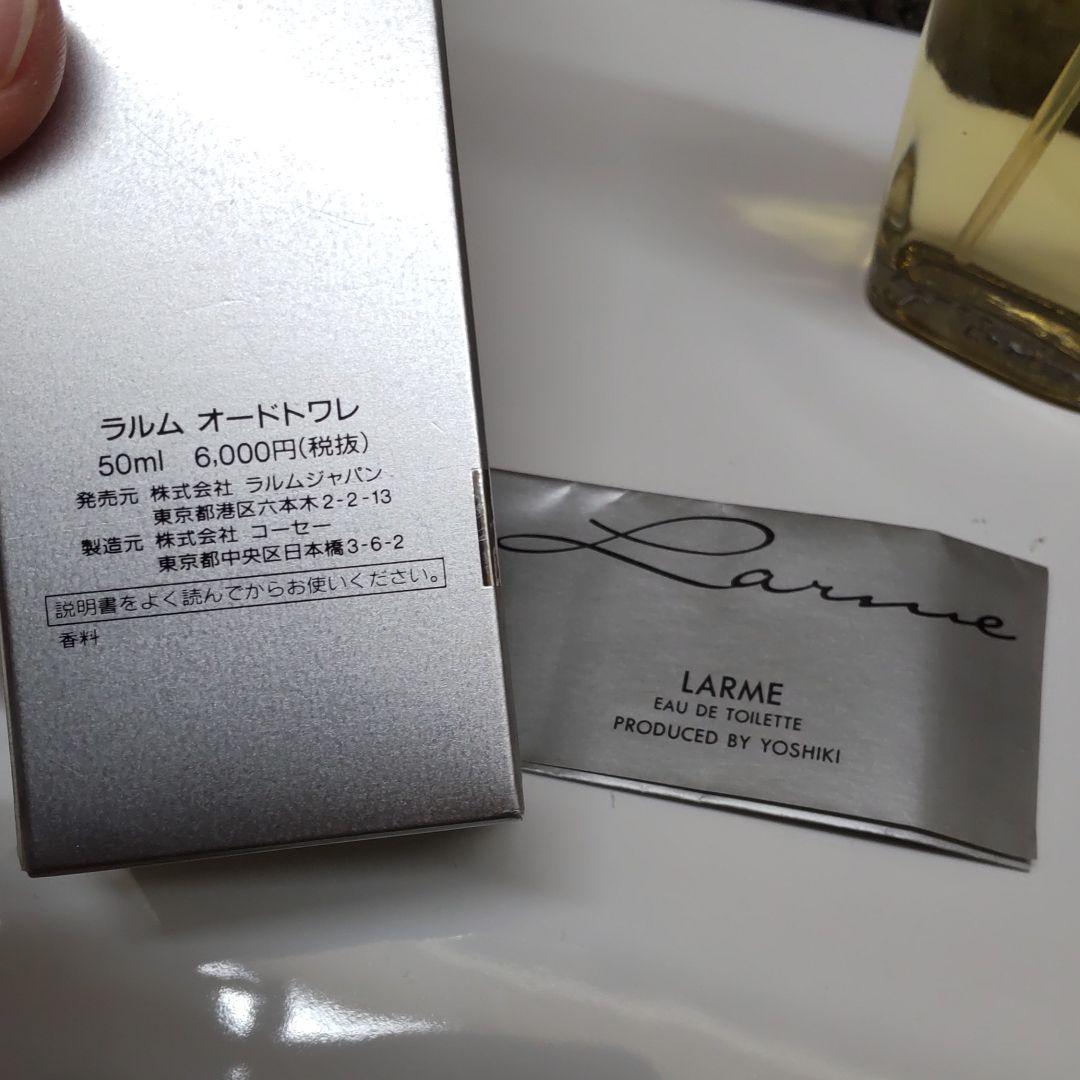 ラルム オードトワレ
50ml 6,000円(税抜)
発売元 株式会社 ラルムジャパン
東京都港区六本木2-2-13
製造元 株式会社 コーセー
東京都中央区日本橋3-6-2
説明書をよく読んでからお使いください。
香料
Larme
LARME
EAU DE TOILETTE
PRODUCED BY YOSHIKI